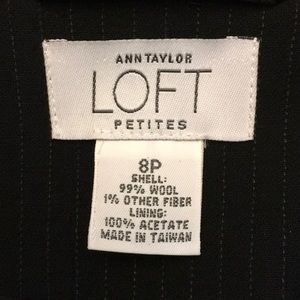 ANN TAYLOR
LOFT
PETITES
8P
SHELL:
99% WOOL
1% OTHER FIBER
LINING:
100% ACETATE
MADE IN TAIWAN